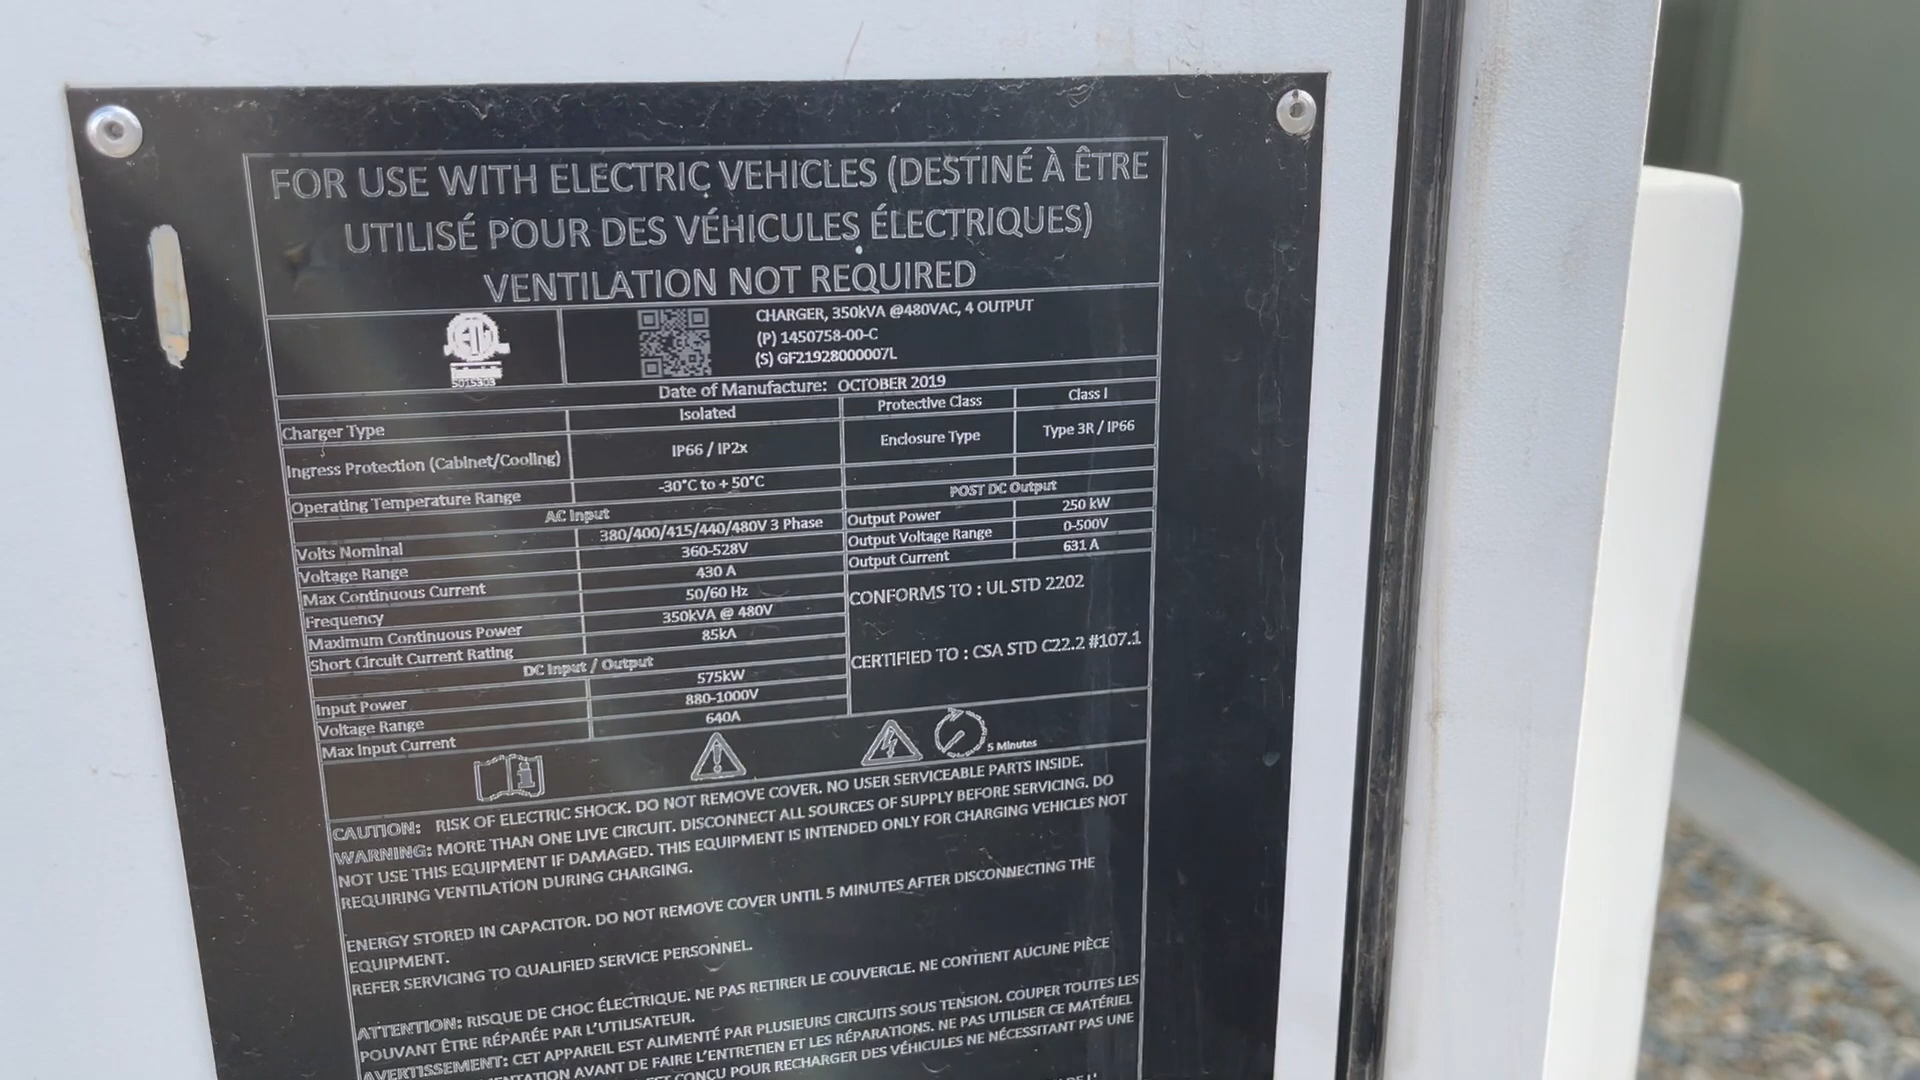 FOR USE WITH ELECTRIC VEHICLES (DESTINÉ À ÊTRE
UTILISÉ POUR DES VÉHICULES ÉLECTRIQUES)
VENTILATION NOT REQUIRED
ETL
5015303
CHARGER, 350kVA @480VAC, 4 OUTPUT
(P) 1450758-00-C
(S) GF21928000007L
Date of Manufacture: OCTOBER 2019
Charger Type Isolated Protective Class Class I
Ingress Protection (Cabinet/Cooling) IP66 / IP2x Enclosure Type Type 3R / IP66
Operating Temperature Range -30°C to + 50°C
AC Input
Volts Nominal 380/400/415/440/480V 3 Phase
Voltage Range 360-528V
Max Continuous Current 430 A
Frequency 50/60 Hz
Maximum Continuous Power 350kVA @ 480V
Short Circuit Current Rating 85kA
DC Input / Output
Input Power 575kW
Voltage Range 880-1000V
Max Input Current 640A
POST DC Output
Output Power 250 kW
Output Voltage Range 0-500V
Output Current 631 A
CONFORMS TO : UL STD 2202
CERTIFIED TO : CSA STD C22.2 #107.1
5 Minutes
CAUTION: RISK OF ELECTRIC SHOCK. DO NOT REMOVE COVER. NO USER SERVICEABLE PARTS INSIDE.
WARNING: MORE THAN ONE LIVE CIRCUIT. DISCONNECT ALL SOURCES OF SUPPLY BEFORE SERVICING. DO
NOT USE THIS EQUIPMENT IF DAMAGED. THIS EQUIPMENT IS INTENDED ONLY FOR CHARGING VEHICLES NOT
REQUIRING VENTILATION DURING CHARGING.
ENERGY STORED IN CAPACITOR. DO NOT REMOVE COVER UNTIL 5 MINUTES AFTER DISCONNECTING THE
EQUIPMENT.
REFER SERVICING TO QUALIFIED SERVICE PERSONNEL.
ATTENTION: RISQUE DE CHOC ÉLECTRIQUE. NE PAS RETIRER LE COUVERCLE. NE CONTIENT AUCUNE PIÈCE
POUVANT ÊTRE RÉPARÉE PAR L'UTILISATEUR.
AVERTISSEMENT: CET APPAREIL EST ALIMENTÉ PAR PLUSIEURS CIRCUITS SOUS TENSION. COUPER TOUTES LES
AVANT DE FAIRE L'ENTRETIEN ET LES RÉPARATIONS. NE PAS UTILISER CE MATÉRIEL
CONÇU POUR RECHARGER DES VÉHICULES NE NÉCESSITANT PAS UNE